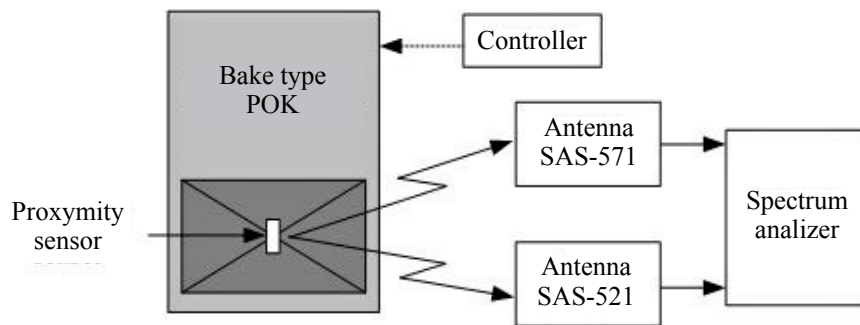 Controller
Bake type
POK
Antenna
SAS-571
Proxymity
sensor
Spectrum
analizer
Antenna
SAS-521